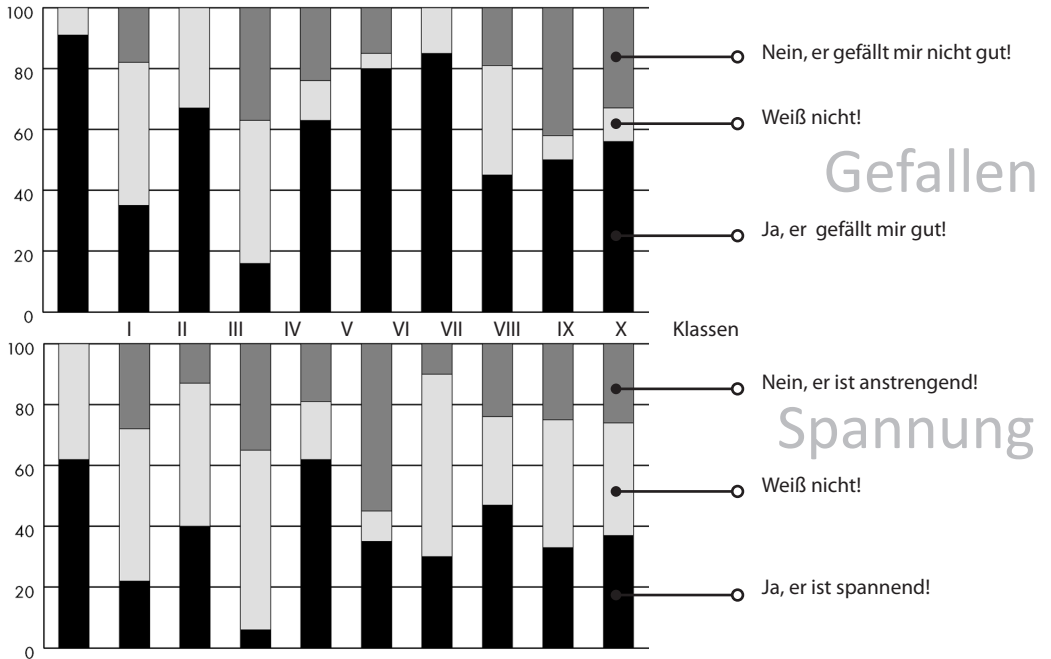 100
80
60
40
20
0
Nein, er gefällt mir nicht gut!
Weiß nicht!
Gefallen
Ja, er gefällt mir gut!
I II III IV V VI VII VIII IX X Klassen
100
80
60
40
20
0
Nein, er ist anstrengend!
Spannung
Weiß nicht!
Ja, er ist spannend!